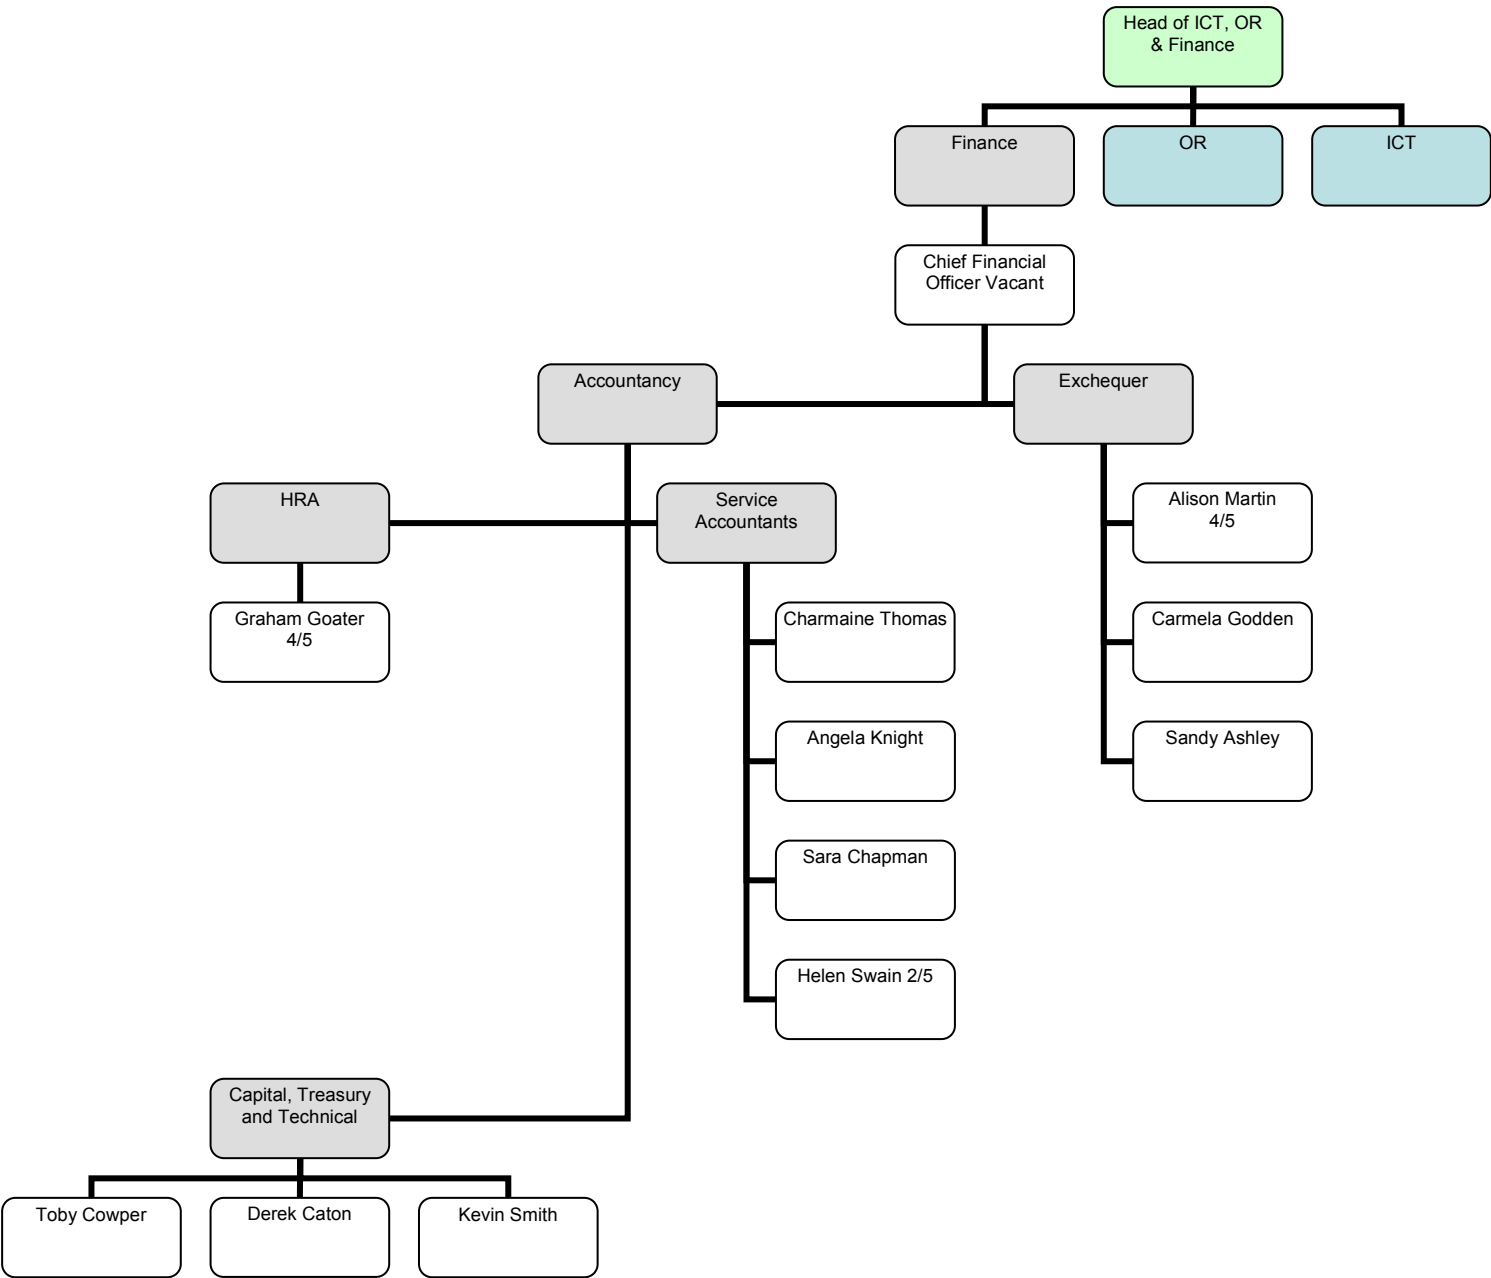 Head of ICT, OR
& Finance
Finance
OR
ICT
Chief Financial
Officer Vacant
Accountancy
Exchequer
HRA
Service
Accountants
Alison Martin
4/5
Graham Goater
4/5
Charmaine Thomas
Carmela Godden
Angela Knight
Sandy Ashley
Sara Chapman
Helen Swain 2/5
Capital, Treasury
and Technical
Toby Cowper
Derek Caton
Kevin Smith